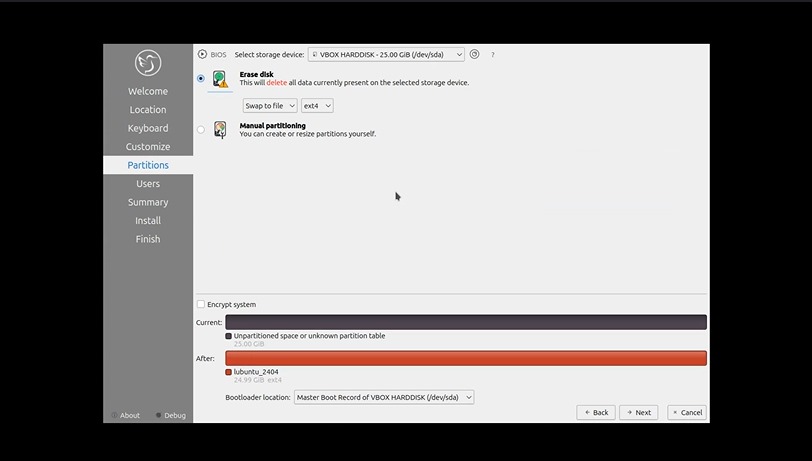 BIOS Select storage device: VBOX HARDDISK - 25.00 GiB (/dev/sda) ?
Erase disk
This will delete all data currently present on the selected storage device.
Swap to file ext4
Manual partitioning
You can create or resize partitions yourself.
Welcome
Location
Keyboard
Customize
Partitions
Users
Summary
Install
Finish
Encrypt system
Current:
Unpartitioned space or unknown partition table
25.00 GiB
After:
lubuntu_2404
24.99 GiB ext4
Bootloader location: Master Boot Record of VBOX HARDDISK (/dev/sda)
About Debug
Back Next Cancel